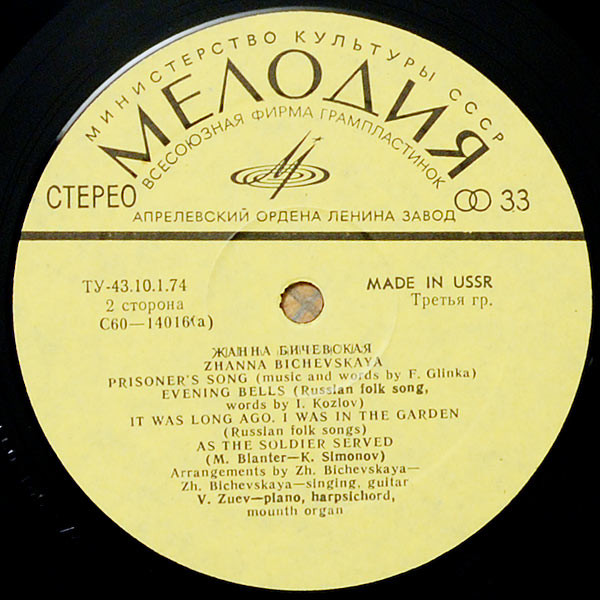 МИНИСТЕРСТВО КУЛЬТУРЫ СССР
МЕЛОДИЯ
ВСЕСОЮЗНАЯ ФИРМА ГРАМПЛАСТИНОК
СТЕРЕО
33
АПРЕЛЕВСКИЙ ОРДЕНА ЛЕНИНА ЗАВОД
ТУ-43.10.1.74
MADE IN USSR
2 сторона
Третья гр.
С60—14016(а)
ЖАННА БИЧЕВСКАЯ
ZHANNA BICHEVSKAYA
PRISONER'S SONG (music and words by F. Glinka)
EVENING BELLS (Russian folk song,
words by I. Kozlov)
IT WAS LONG AGO. I WAS IN THE GARDEN
(Russian folk songs)
AS THE SOLDIER SERVED
(M. Blanter—K. Simonov)
Arrangements by Zh. Bichevskaya—
Zh. Bichevskaya—singing, guitar
V. Zuev—piano, harpsichord,
mounth organ